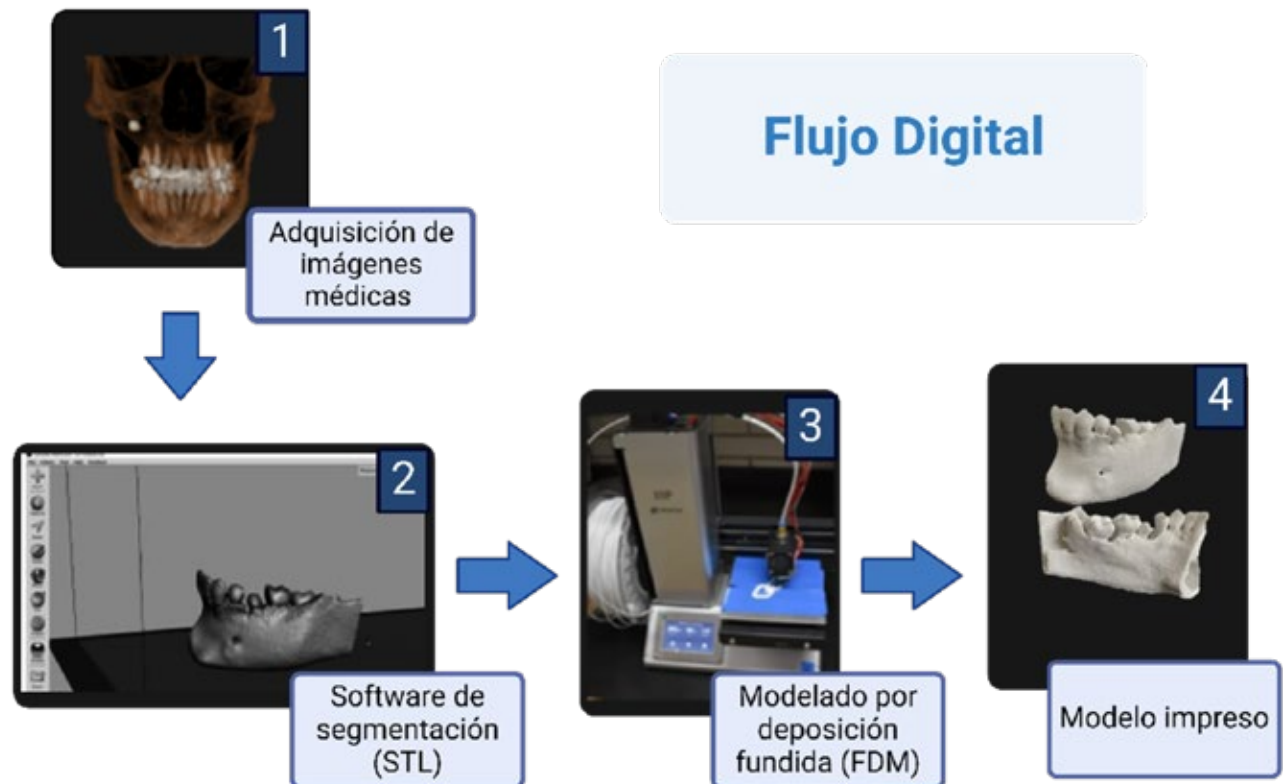 1
Flujo Digital
Adquisición de
imágenes
médicas
2
Software de
segmentación
(STL)
3
Modelado por
deposición
fundida (FDM)
4
Modelo impreso